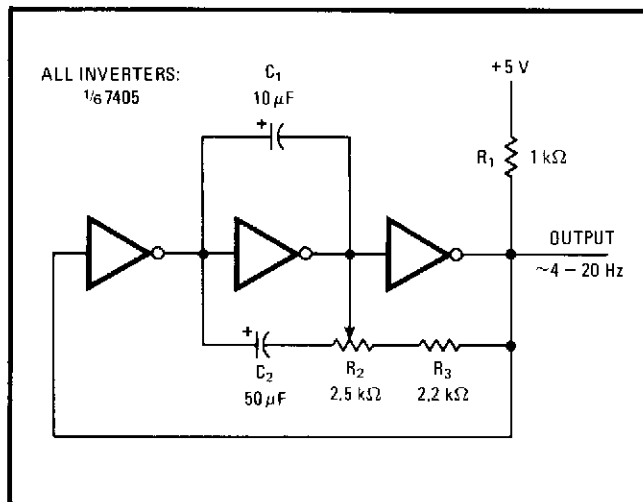 ALL INVERTERS:
1/6 7405
C1
10 μF
+
+5 V
R1
1 kΩ
OUTPUT
~4 – 20 Hz
+
C2
50 μF
R2
2.5 kΩ
R3
2.2 kΩ